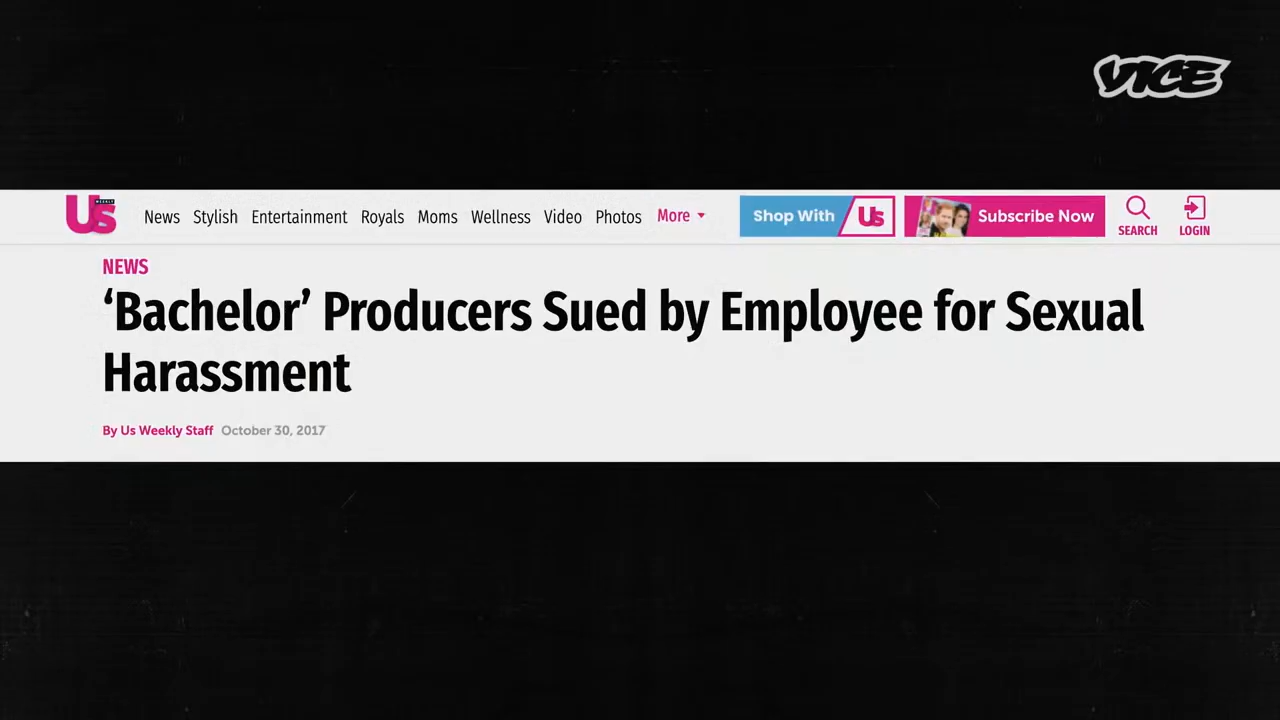 VICE
Us WEEKLY News Stylish Entertainment Royals Moms Wellness Video Photos More Shop With Us Subscribe Now SEARCH LOGIN
NEWS
‘Bachelor’ Producers Sued by Employee for Sexual
Harassment
By Us Weekly Staff October 30, 2017